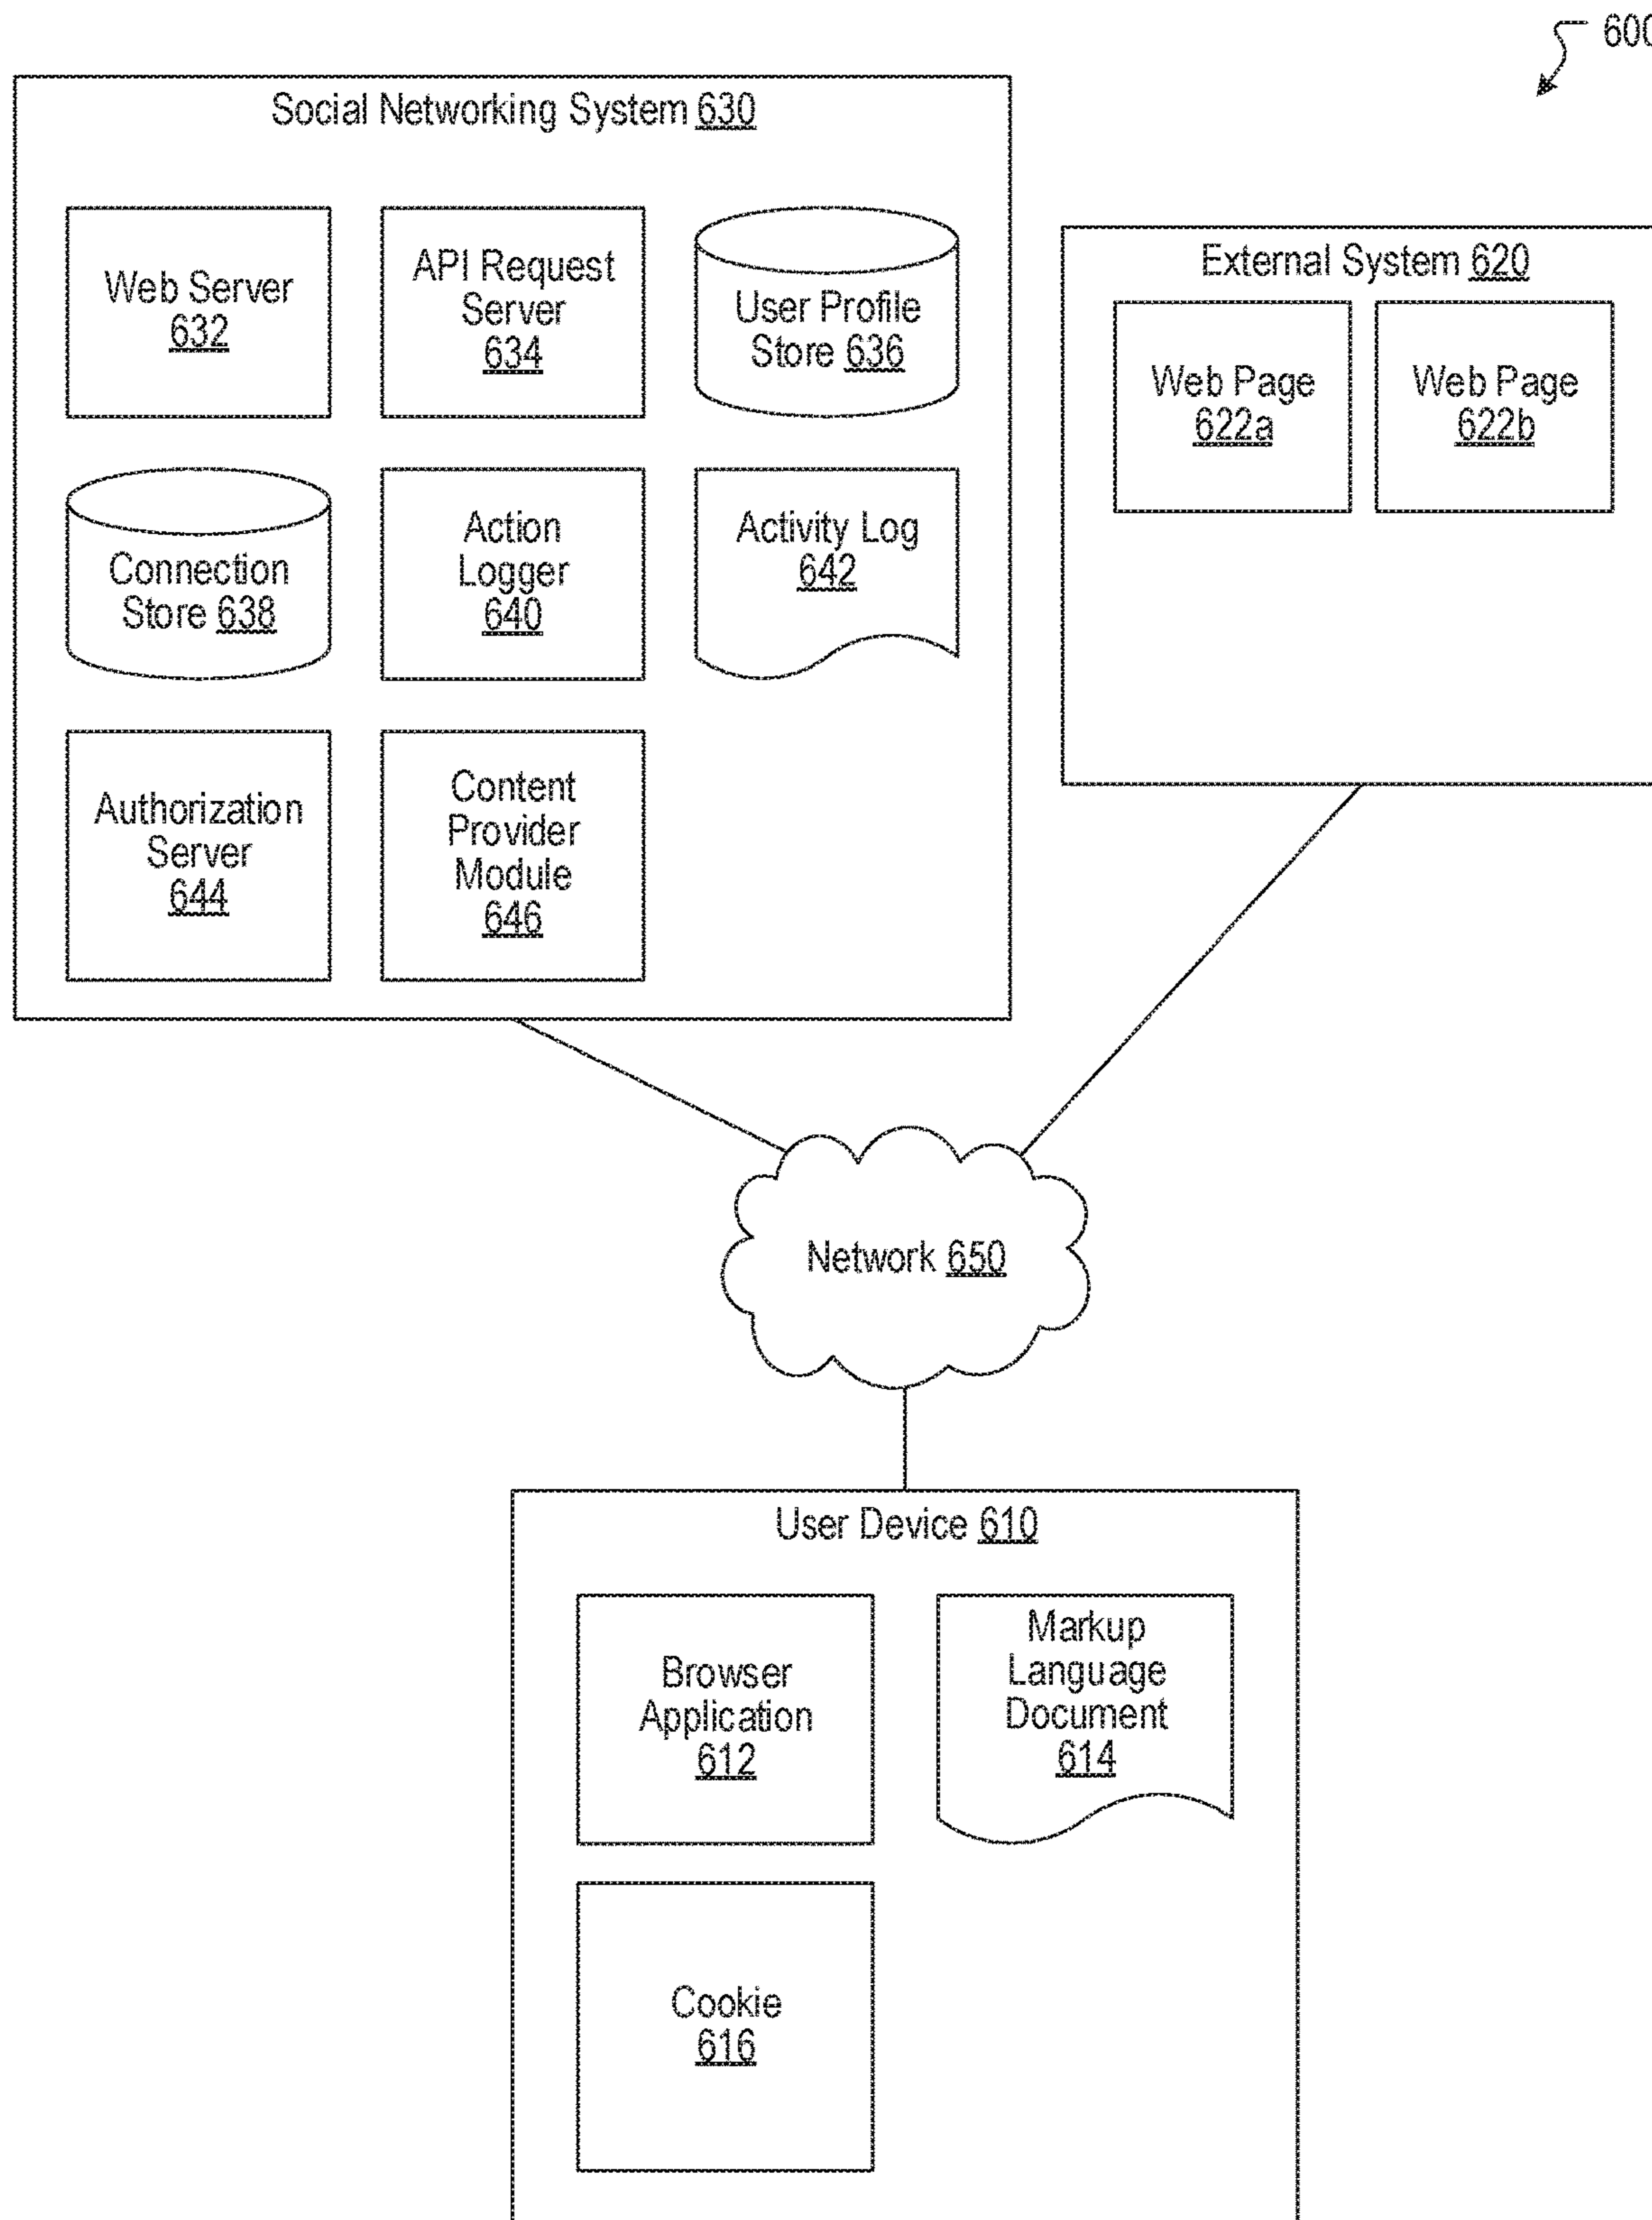 600
Social Networking System 630
Web Server
632
API Request
Server
634
User Profile
Store 636
Connection
Store 638
Action
Logger
640
Activity Log
642
Authorization
Server
644
Content
Provider
Module
646
External System 620
Web Page
622a
Web Page
622b
Network 650
User Device 610
Browser
Application
612
Markup
Language
Document
614
Cookie
616